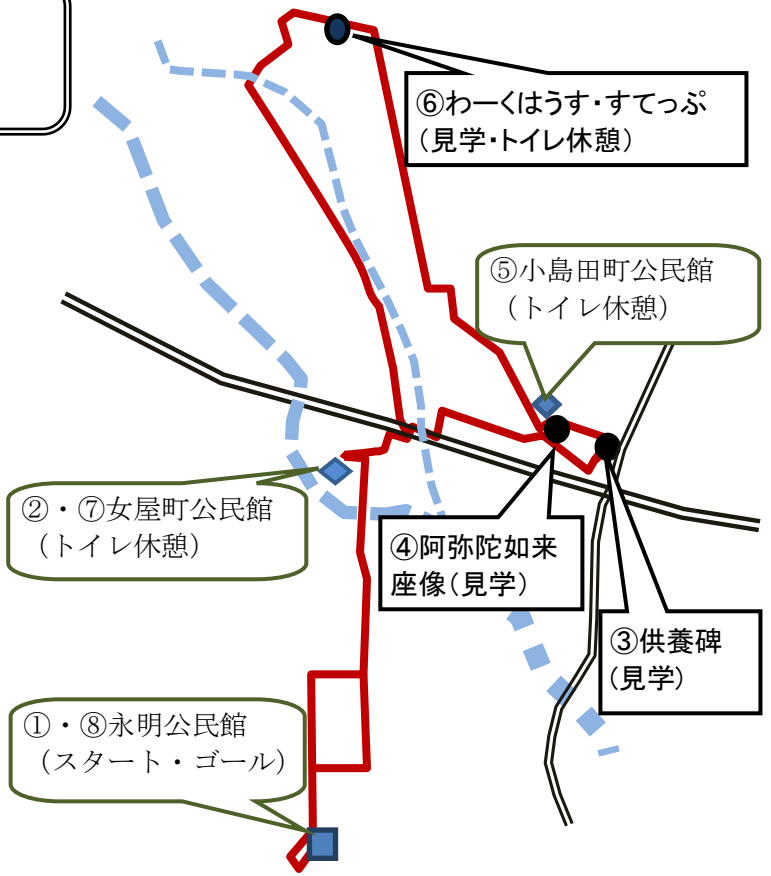 ⑥わーくはうす・すてっぷ
(見学・トイレ休憩)
⑤小島田町公民館
(トイレ休憩)
②・⑦女屋町公民館
(トイレ休憩)
④阿弥陀如来
座像(見学)
③供養碑
(見学)
①・⑧永明公民館
(スタート・ゴール)